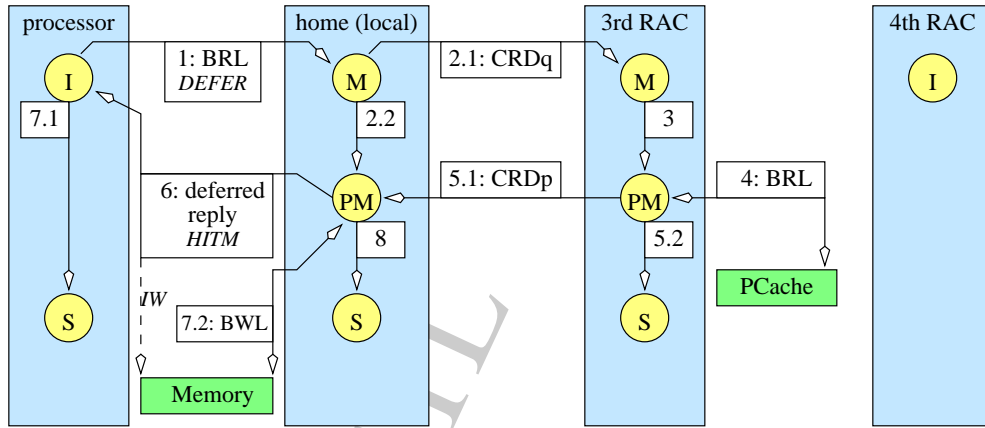 processor
home (local)
3rd RAC
4th RAC
1: BRL
DEFER
2.1: CRDq
I
M
M
I
7.1
2.2
3
6: deferred
reply
HITM
5.1: CRDp
4: BRL
PM
PM
8
5.2
PCache
IW
7.2: BWL
S
S
S
Memory